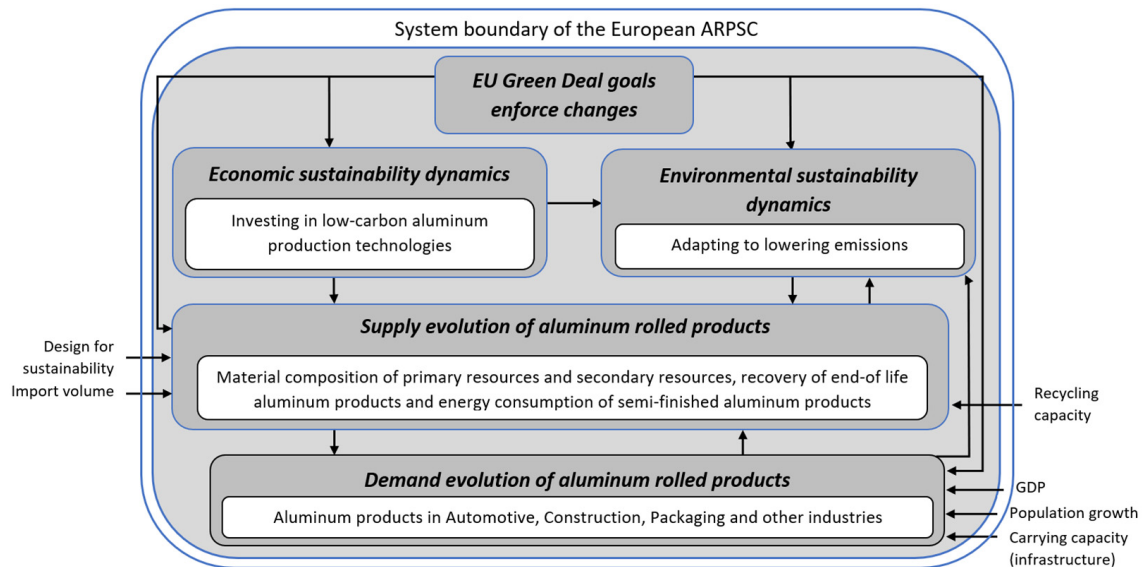 System boundary of the European ARPSC
EU Green Deal goals
enforce changes
Economic sustainability dynamics
Investing in low-carbon aluminum
production technologies
Environmental sustainability
dynamics
Adapting to lowering emissions
Supply evolution of aluminum rolled products
Material composition of primary resources and secondary resources, recovery of end-of life
aluminum products and energy consumption of semi-finished aluminum products
Design for
sustainability
Import volume
Recycling
capacity
Demand evolution of aluminum rolled products
Aluminum products in Automotive, Construction, Packaging and other industries
GDP
Population growth
Carrying capacity
(infrastructure)